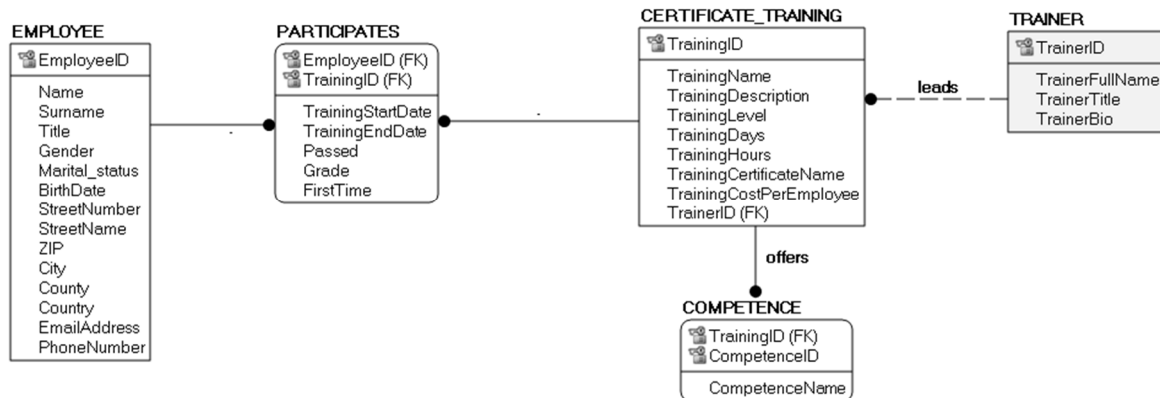 EMPLOYEE
EmployeeID
Name
Surname
Title
Gender
Marital_status
BirthDate
StreetNumber
StreetName
ZIP
City
County
Country
EmailAddress
PhoneNumber
PARTICIPATES
EmployeeID (FK)
TrainingID (FK)
TrainingStartDate
TrainingEndDate
Passed
Grade
FirstTime
CERTIFICATE_TRAINING
TrainingID
TrainingName
TrainingDescription
TrainingLevel
TrainingDays
TrainingHours
TrainingCertificateName
TrainingCostPerEmployee
TrainerID (FK)
leads
TRAINER
TrainerID
TrainerFullName
TrainerTitle
TrainerBio
offers
COMPETENCE
TrainingID (FK)
CompetenceID
CompetenceName